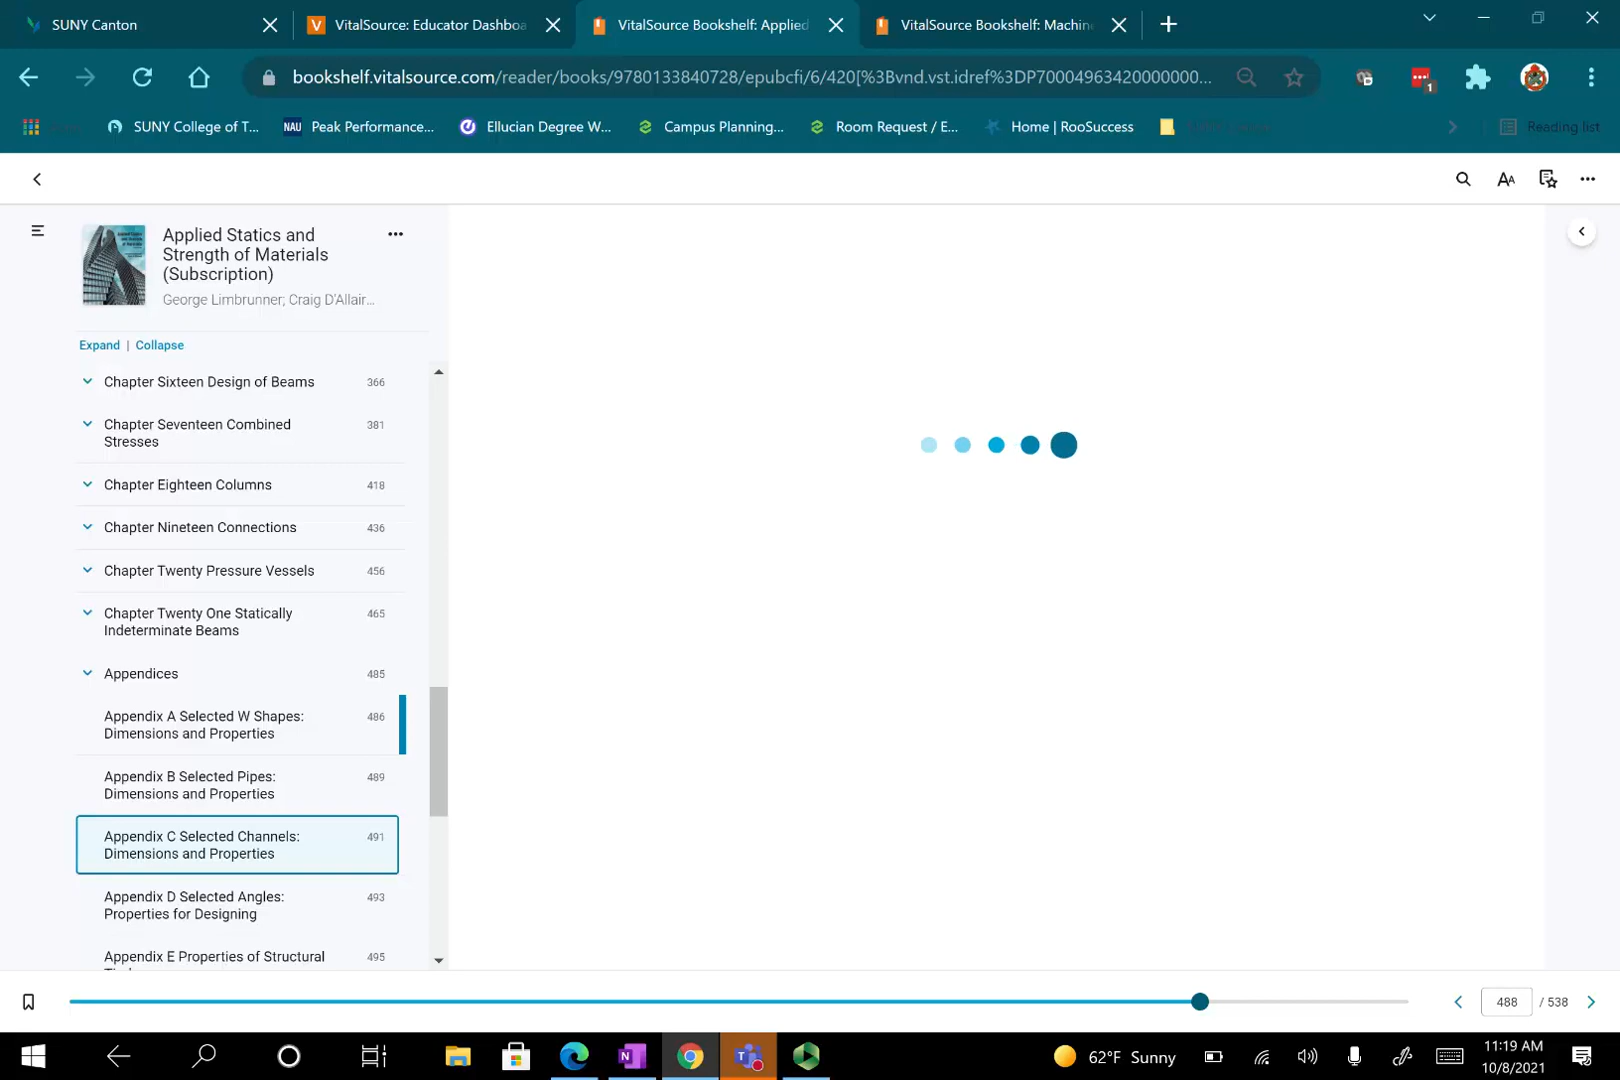 SUNY Canton
VitalSource: Educator Dashboa
VitalSource Bookshelf: Applied
VitalSource Bookshelf: Machin
bookshelf.vitalsource.com/reader/books/9780133840728/epubcfi/6/420[%3Bvnd.vst.idref%3DP70004963420000000...
1
SUNY College of T...
NAU Peak Performance...
Ellucian Degree W...
Campus Planning,...
Room Request / E...
Home | RooSuccess
Reading list
AA
Applied Statics and
Strength of Materials
(Subscription)
George Limbrunner; Craig D'Allair...
Expand | Collapse
Chapter Sixteen Design of Beams 366
Chapter Seventeen Combined 381
Stresses
Chapter Eighteen Columns 418
Chapter Nineteen Connections 436
Chapter Twenty Pressure Vessels 456
Chapter Twenty One Statically 465
Indeterminate Beams
Appendices 485
Appendix A Selected W Shapes: 486
Dimensions and Properties
Appendix B Selected Pipes: 489
Dimensions and Properties
Appendix C Selected Channels: 491
Dimensions and Properties
Appendix D Selected Angles: 493
Properties for Designing
Appendix E Properties of Structural 495
488 / 538
62°F Sunny
11:19 AM
10/8/2021